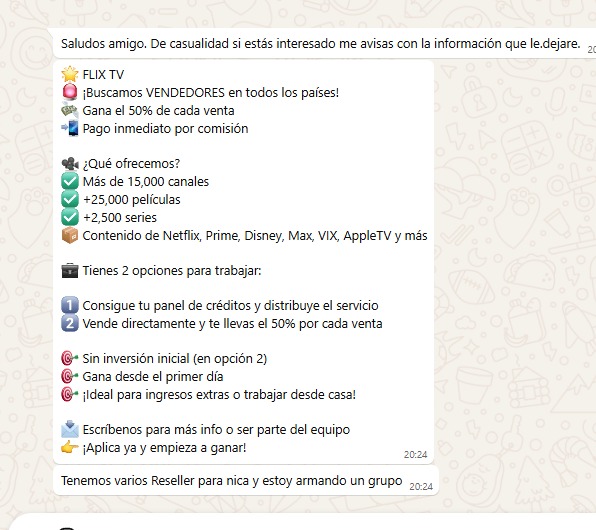 Saludos amigo. De casualidad si estás interesado me avisas con la información que le.dejare.
🌟 FLIX TV
🚨 ¡Buscamos VENDEDORES en todos los países!
💸 Gana el 50% de cada venta
📲 Pago inmediato por comisión
🎥 ¿Qué ofrecemos?
✅ Más de 15,000 canales
✅ +25,000 películas
✅ +2,500 series
📦 Contenido de Netflix, Prime, Disney, Max, VIX, AppleTV y más
💼 Tienes 2 opciones para trabajar:
1️⃣ Consigue tu panel de créditos y distribuye el servicio
2️⃣ Vende directamente y te llevas el 50% por cada venta
🎯 Sin inversión inicial (en opción 2)
🎯 Gana desde el primer día
🎯 ¡Ideal para ingresos extras o trabajar desde casa!
📩 Escríbenos para más info o ser parte del equipo
👉 ¡Aplica ya y empieza a ganar!
20:24
Tenemos varios Reseller para nica y estoy armando un grupo 20:24